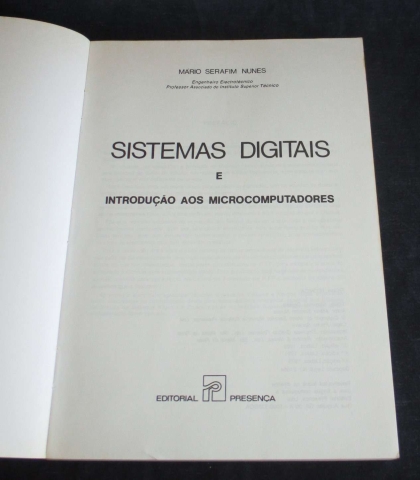 MARIO SERAFIM NUNES
Engenheiro Electrotécnico
Professor Associado do Instituto Superior Técnico
SISTEMAS DIGITAIS
E
INTRODUÇÃO AOS MICROCOMPUTADORES
EDITORIAL PRESENÇA